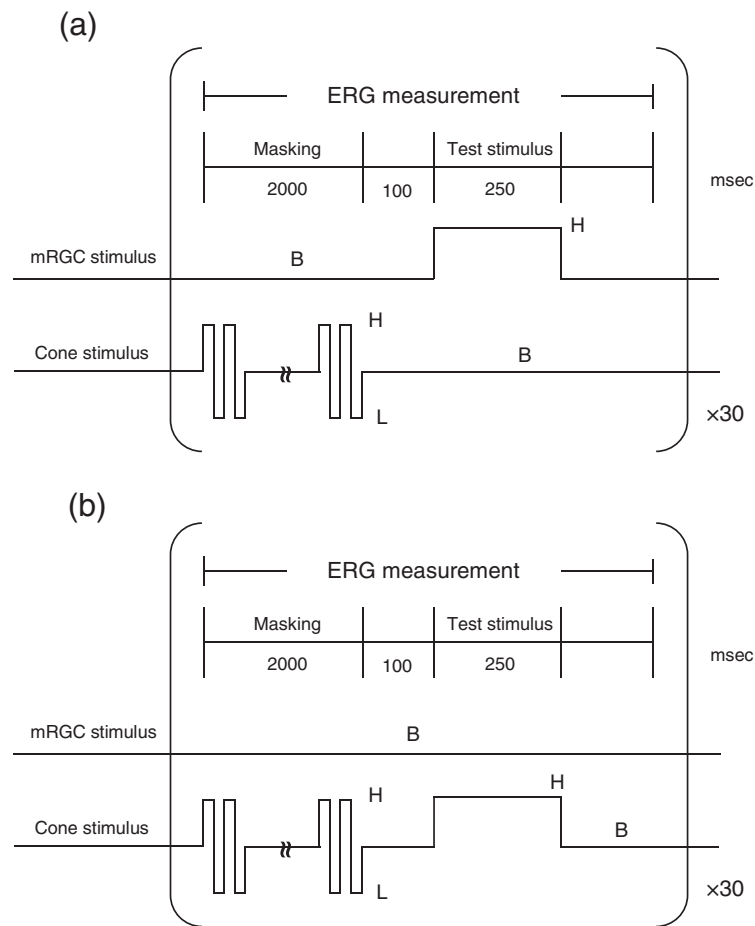 (a)
ERG measurement
Masking Test stimulus
2000 100 250
msec
mRGC stimulus B H
Cone stimulus H B
L
×30
(b)
ERG measurement
Masking Test stimulus
2000 100 250
msec
mRGC stimulus B
Cone stimulus H H B
L
×30